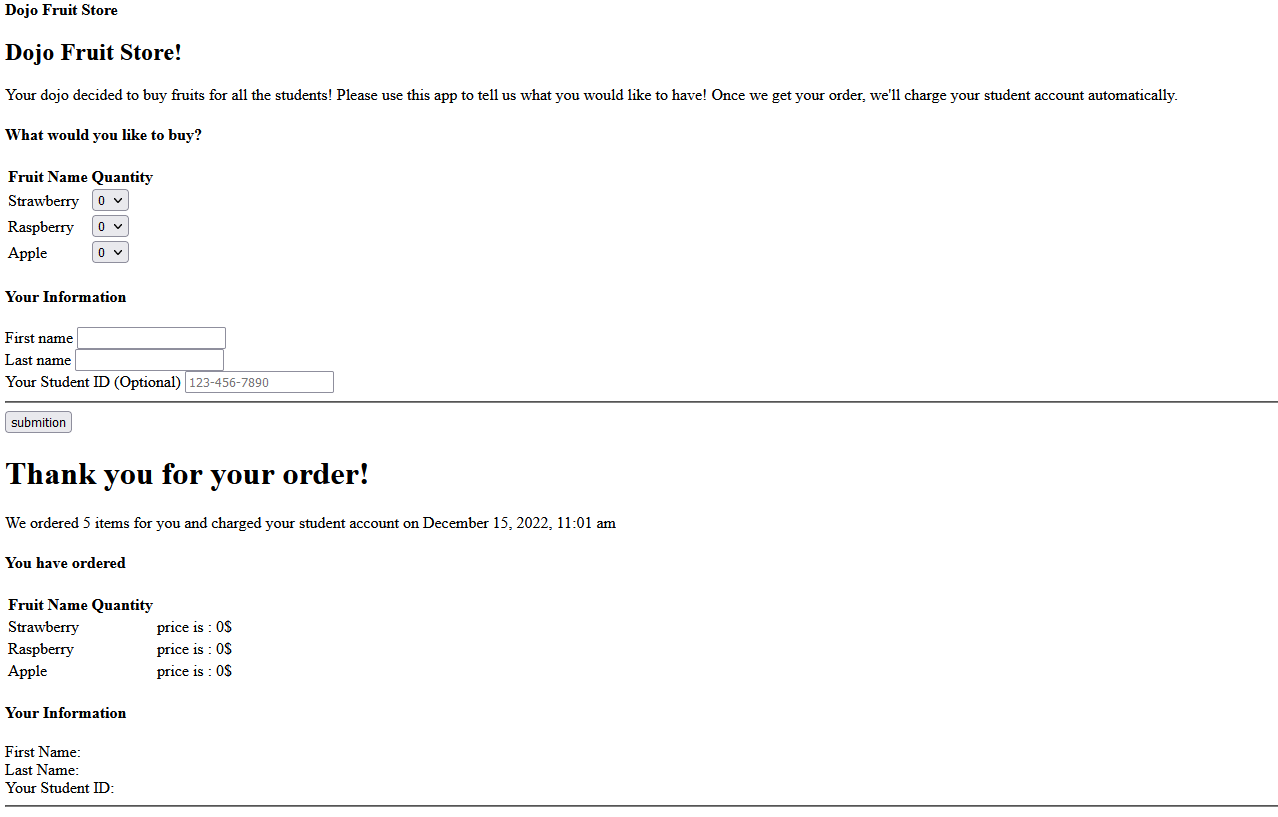 Dojo Fruit Store
Dojo Fruit Store!
Your dojo decided to buy fruits for all the students! Please use this app to tell us what you would like to have! Once we get your order, we'll charge your student account automatically.
What would you like to buy?
Fruit Name Quantity
Strawberry 0
Raspberry 0
Apple 0
Your Information
First name
Last name
Your Student ID (Optional) 123-456-7890
submition
Thank you for your order!
We ordered 5 items for you and charged your student account on December 15, 2022, 11:01 am
You have ordered
Fruit Name Quantity
Strawberry price is : 0$
Raspberry price is : 0$
Apple price is : 0$
Your Information
First Name:
Last Name:
Your Student ID: